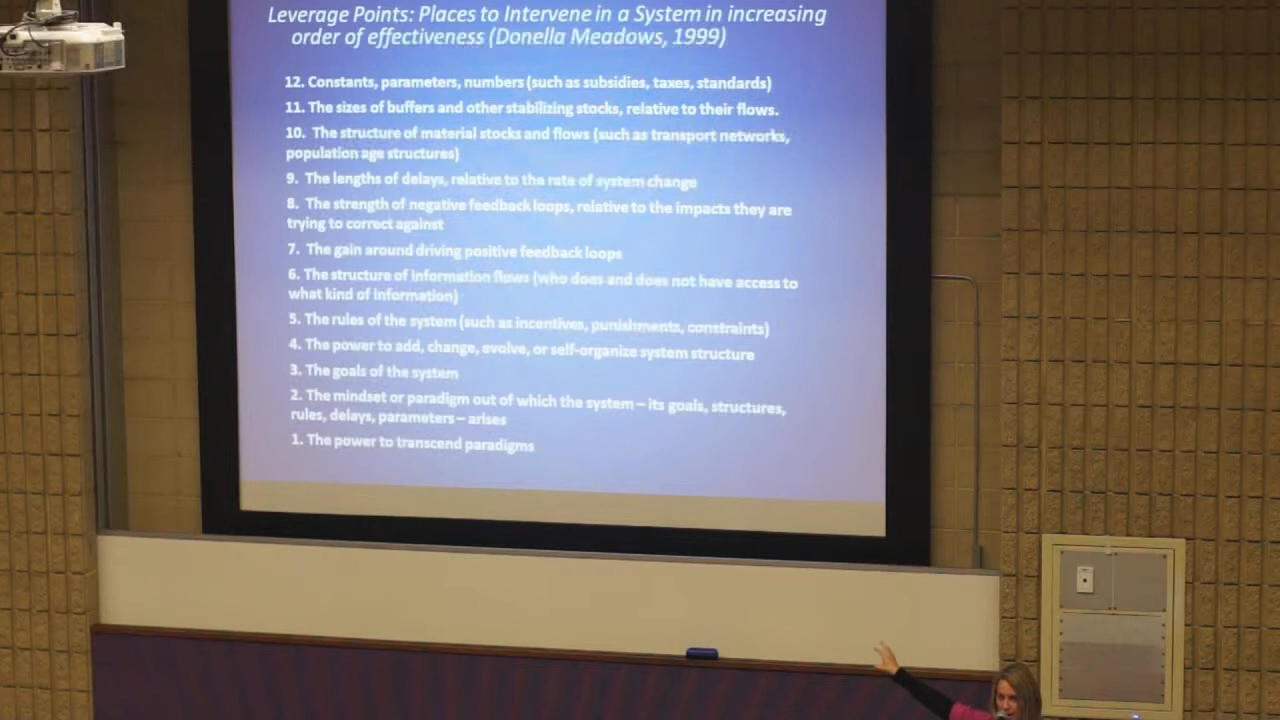 Leverage Points: Places to Intervene in a System in increasing
order of effectiveness (Donella Meadows, 1999)
12. Constants, parameters, numbers (such as subsidies, taxes, standards)
11. The sizes of buffers and other stabilizing stocks, relative to their flows.
10. The structure of material stocks and flows (such as transport networks,
population age structures)
9. The lengths of delays, relative to the rate of system change
8. The strength of negative feedback loops, relative to the impacts they are
trying to correct against
7. The gain around driving positive feedback loops
6. The structure of information flows (who does and does not have access to
what kind of information)
5. The rules of the system (such as incentives, punishments, constraints)
4. The power to add, change, evolve, or self-organize system structure
3. The goals of the system
2. The mindset or paradigm out of which the system – its goals, structures,
rules, delays, parameters – arises
1. The power to transcend paradigms